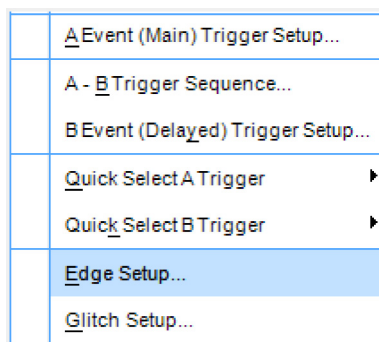 A Event (Main) Trigger Setup...
A - B Trigger Sequence...
B Event (Delayed) Trigger Setup...
Quick Select A Trigger
Quick Select B Trigger
Edge Setup...
Glitch Setup...